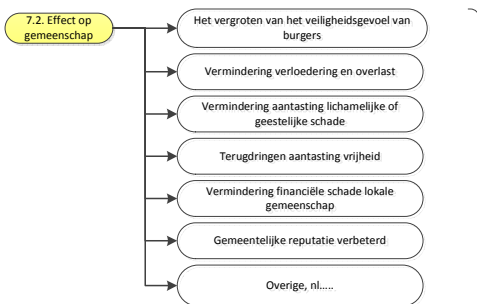 7.2. Effect op
gemeenschap
Het vergroten van het veiligheidsgevoel van
burgers
Vermindering verloedering en overlast
Vermindering aantasting lichamelijke of
geestelijke schade
Terugdringen aantasting vrijheid
Vermindering financiële schade lokale
gemeenschap
Gemeentelijke reputatie verbeterd
Overige, nl.....